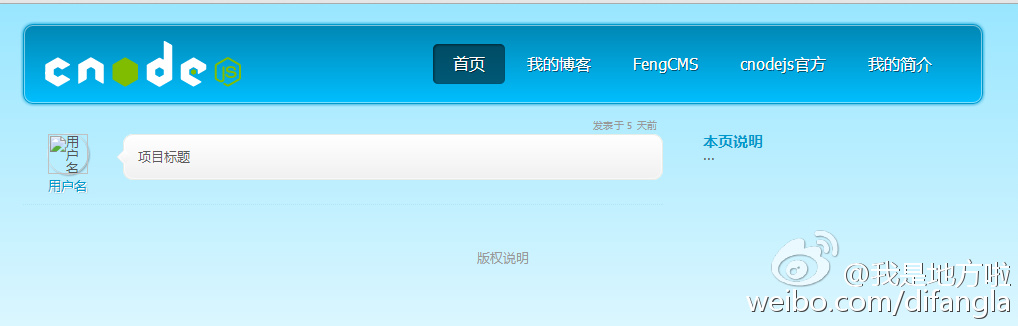 cnode JS
首页 我的博客 FengCMS cnodejs官方 我的简介
发表于 5 天前
本页说明
...
用户名
项目标题
用户名
版权说明
@我是地方啦
weibo.com/difangla